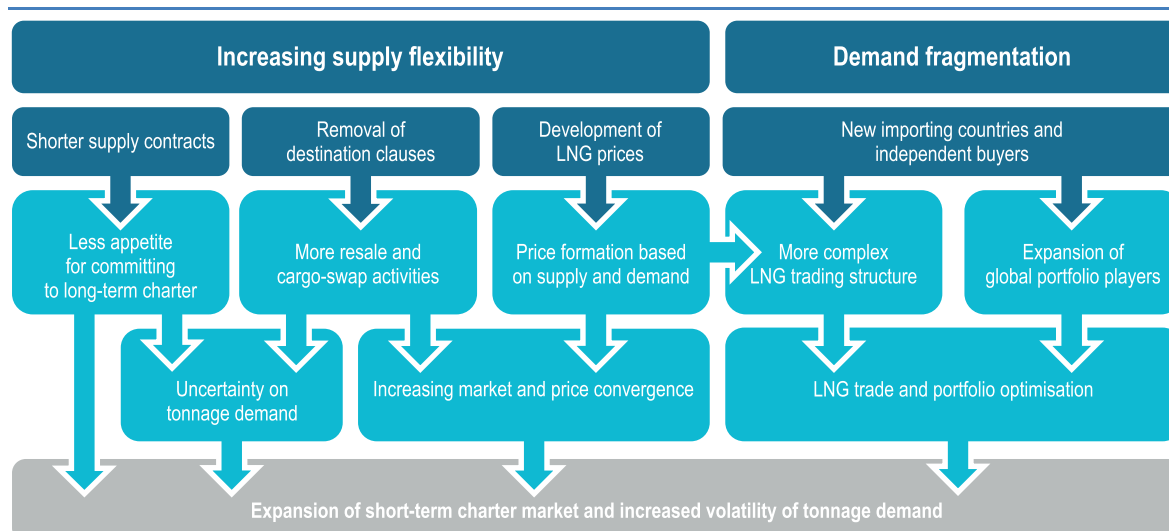 Increasing supply flexibility
Demand fragmentation
Shorter supply contracts
Removal of
destination clauses
Development of
LNG prices
New importing countries and
independent buyers
Less appetite
for committing
to long-term charter
More resale and
cargo-swap activities
Price formation based
on supply and demand
More complex
LNG trading structure
Expansion of
global portfolio players
Uncertainty on
tonnage demand
Increasing market and price convergence
LNG trade and portfolio optimisation
Expansion of short-term charter market and increased volatility of tonnage demand